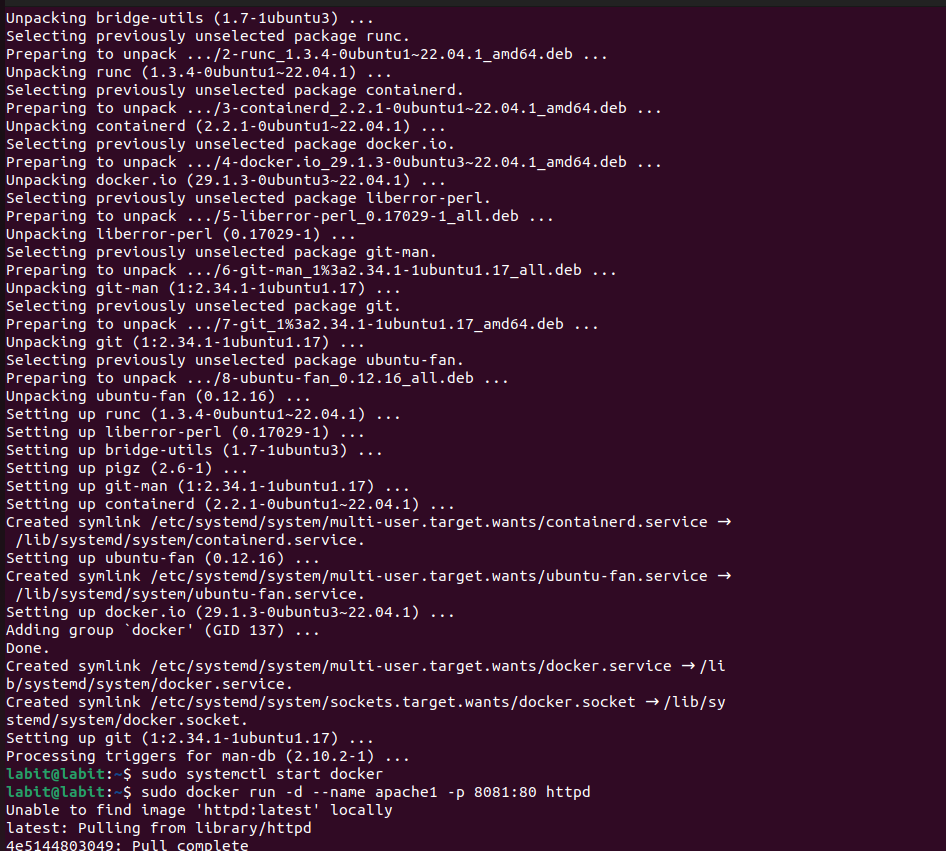 Unpacking bridge-utils (1.7-1ubuntu3) ...
Selecting previously unselected package runc.
Preparing to unpack .../2-runc_1.3.4-0ubuntu1~22.04.1_amd64.deb ...
Unpacking runc (1.3.4-0ubuntu1~22.04.1) ...
Selecting previously unselected package containerd.
Preparing to unpack .../3-containerd_2.2.1-0ubuntu1~22.04.1_amd64.deb ...
Unpacking containerd (2.2.1-0ubuntu1~22.04.1) ...
Selecting previously unselected package docker.io.
Preparing to unpack .../4-docker.io_29.1.3-0ubuntu3~22.04.1_amd64.deb ...
Unpacking docker.io (29.1.3-0ubuntu3~22.04.1) ...
Selecting previously unselected package liberror-perl.
Preparing to unpack .../5-liberror-perl_0.17029-1_all.deb ...
Unpacking liberror-perl (0.17029-1) ...
Selecting previously unselected package git-man.
Preparing to unpack .../6-git-man_1%3a2.34.1-1ubuntu1.17_all.deb ...
Unpacking git-man (1:2.34.1-1ubuntu1.17) ...
Selecting previously unselected package git.
Preparing to unpack .../7-git_1%3a2.34.1-1ubuntu1.17_amd64.deb ...
Unpacking git (1:2.34.1-1ubuntu1.17) ...
Selecting previously unselected package ubuntu-fan.
Preparing to unpack .../8-ubuntu-fan_0.12.16_all.deb ...
Unpacking ubuntu-fan (0.12.16) ...
Setting up runc (1.3.4-0ubuntu1~22.04.1) ...
Setting up liberror-perl (0.17029-1) ...
Setting up bridge-utils (1.7-1ubuntu3) ...
Setting up pigz (2.6-1) ...
Setting up git-man (1:2.34.1-1ubuntu1.17) ...
Setting up containerd (2.2.1-0ubuntu1~22.04.1) ...
Created symlink /etc/systemd/system/multi-user.target.wants/containerd.service →
 /lib/systemd/system/containerd.service.
Setting up ubuntu-fan (0.12.16) ...
Created symlink /etc/systemd/system/multi-user.target.wants/ubuntu-fan.service →
 /lib/systemd/system/ubuntu-fan.service.
Setting up docker.io (29.1.3-0ubuntu3~22.04.1) ...
Adding group `docker' (GID 137) ...
Done.
Created symlink /etc/systemd/system/multi-user.target.wants/docker.service → /li
b/systemd/system/docker.service.
Created symlink /etc/systemd/system/sockets.target.wants/docker.socket → /lib/sy
stemd/system/docker.socket.
Setting up git (1:2.34.1-1ubuntu1.17) ...
Processing triggers for man-db (2.10.2-1) ...
labit@labit:~$ sudo systemctl start docker
labit@labit:~$ sudo docker run -d --name apache1 -p 8081:80 httpd
Unable to find image 'httpd:latest' locally
latest: Pulling from library/httpd
4e5144803049: Pull complete